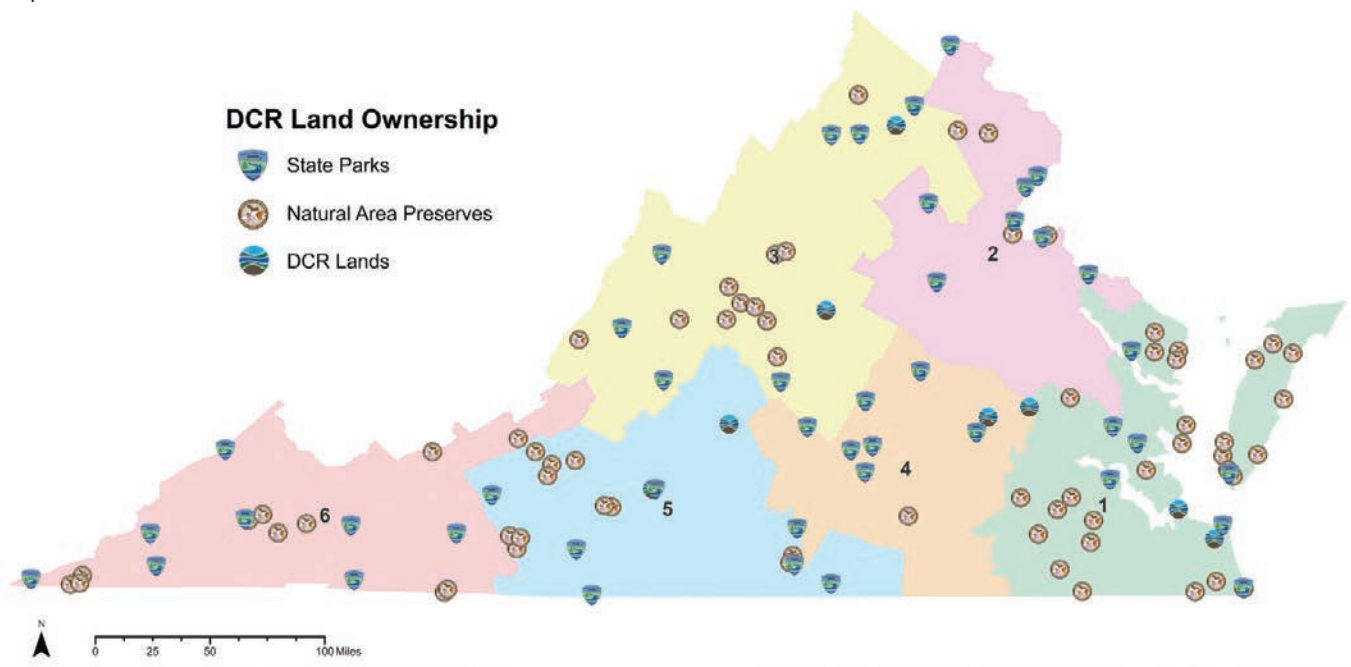 DCR Land Ownership
State Parks
Natural Area Preserves
DCR Lands
3
2
4
1
5
6
N
0 25 50 100 Miles